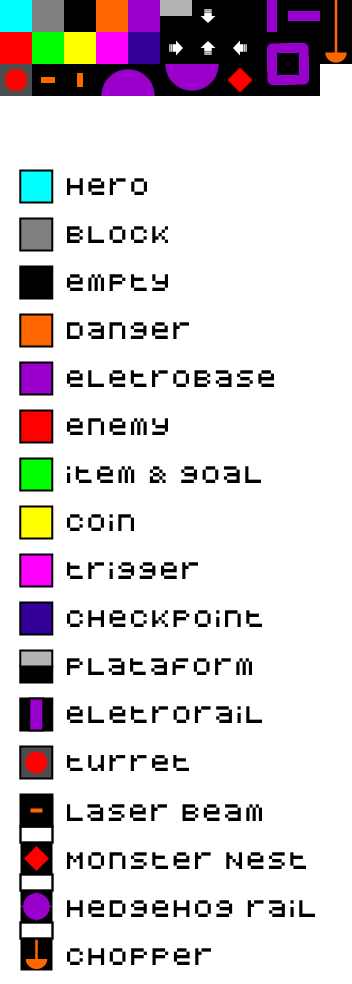 Hero
BLOCK
empty
Danger
eLetroBase
enemy
item & goaL
coin
trigger
CHeckPoint
PLataForm
eLetroraiL
turret
Laser Beam
Monster Nest
HeDgeHog raiL
CHOPPer